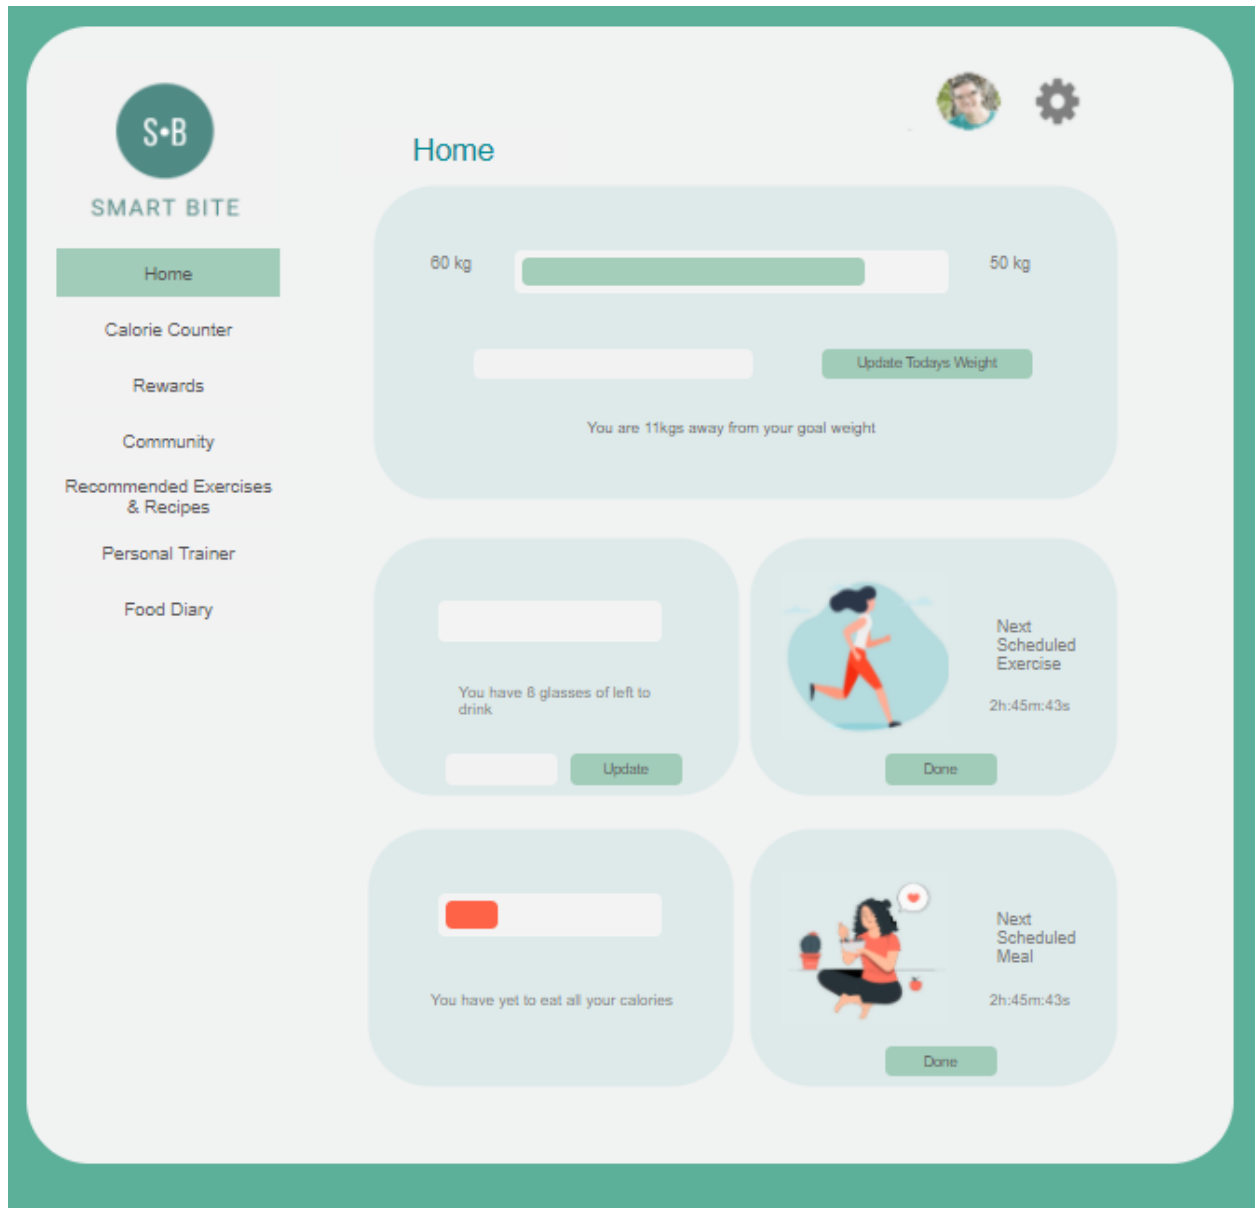 S•B
SMART BITE
Home
Calorie Counter
Rewards
Community
Recommended Exercises
& Recipes
Personal Trainer
Food Diary
Home
60 kg
50 kg
Update Todays Weight
You are 11kgs away from your goal weight
You have 8 glasses of left to
drink
Update
Next
Scheduled
Exercise
2h:45m:43s
Done
You have yet to eat all your calories
Next
Scheduled
Meal
2h:45m:43s
Done